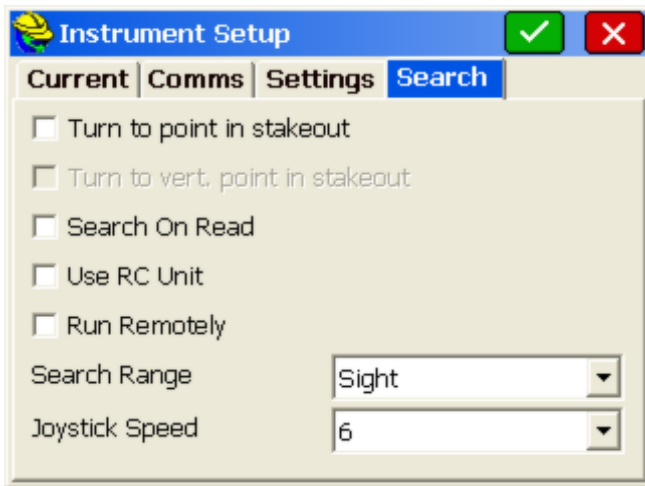 Instrument Setup
Current Comms Settings Search
Turn to point in stakeout
Turn to vert. point in stakeout
Search On Read
Use RC Unit
Run Remotely
Search Range Sight
Joystick Speed 6